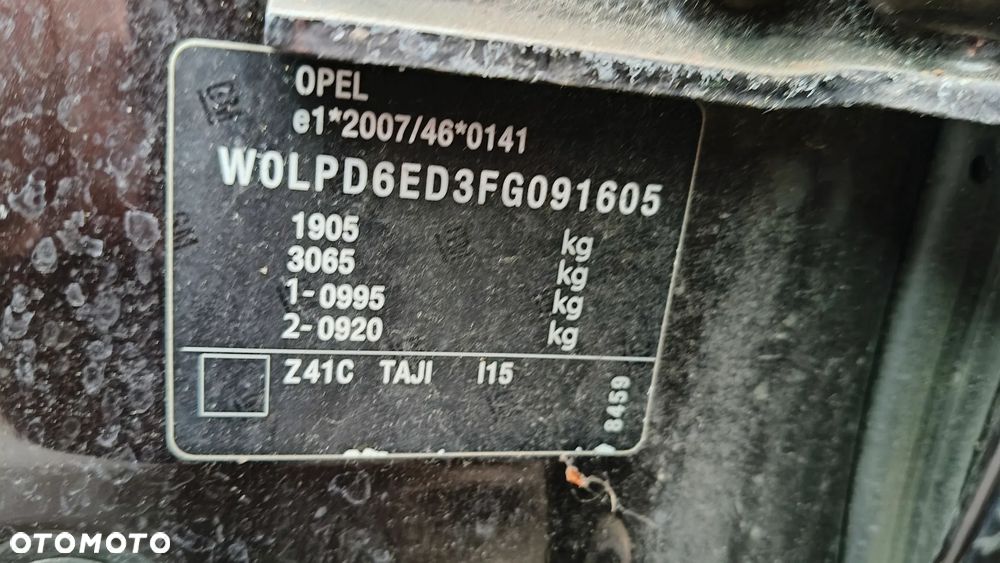 OPEL
e1*2007/46*0141
W0LPD6ED3FG091605
1905 kg
3065 kg
1-0995 kg
2-0920 kg
Z41C TAJI I15
8459
OTOMOTO